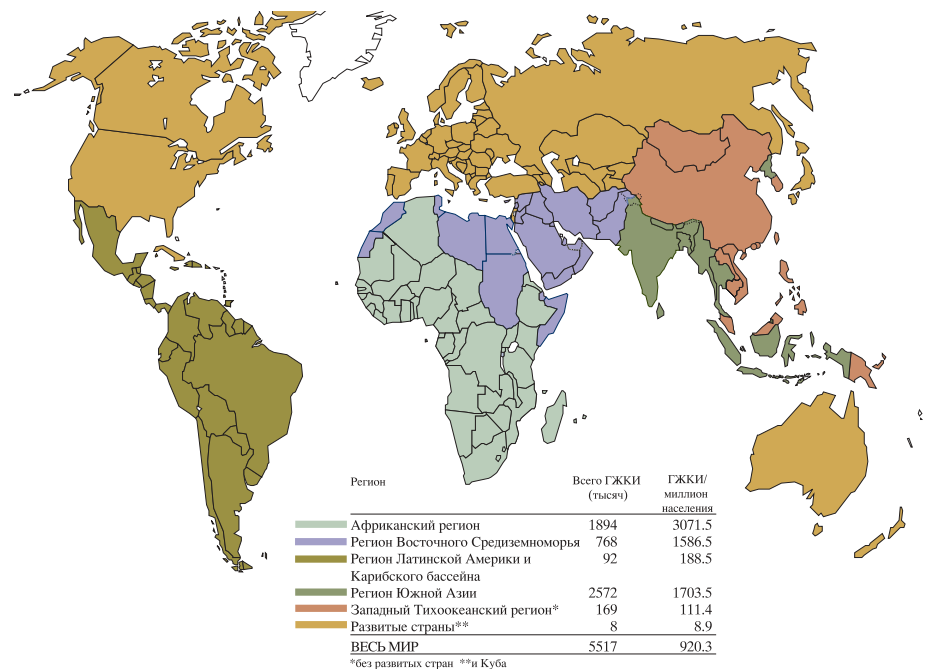 Регион Всего ГЖКИ (тысяч) ГЖКИ/ миллион населения
Африканский регион 1894 3071.5
Регион Восточного Средиземноморья 768 1586.5
Регион Латинской Америки и 92 188.5
Карибского бассейна
Регион Южной Азии 2572 1703.5
Западный Тихоокеанский регион* 169 111.4
Развитые страны** 8 8.9
ВЕСЬ МИР 5517 920.3
*без развитых стран **и Куба